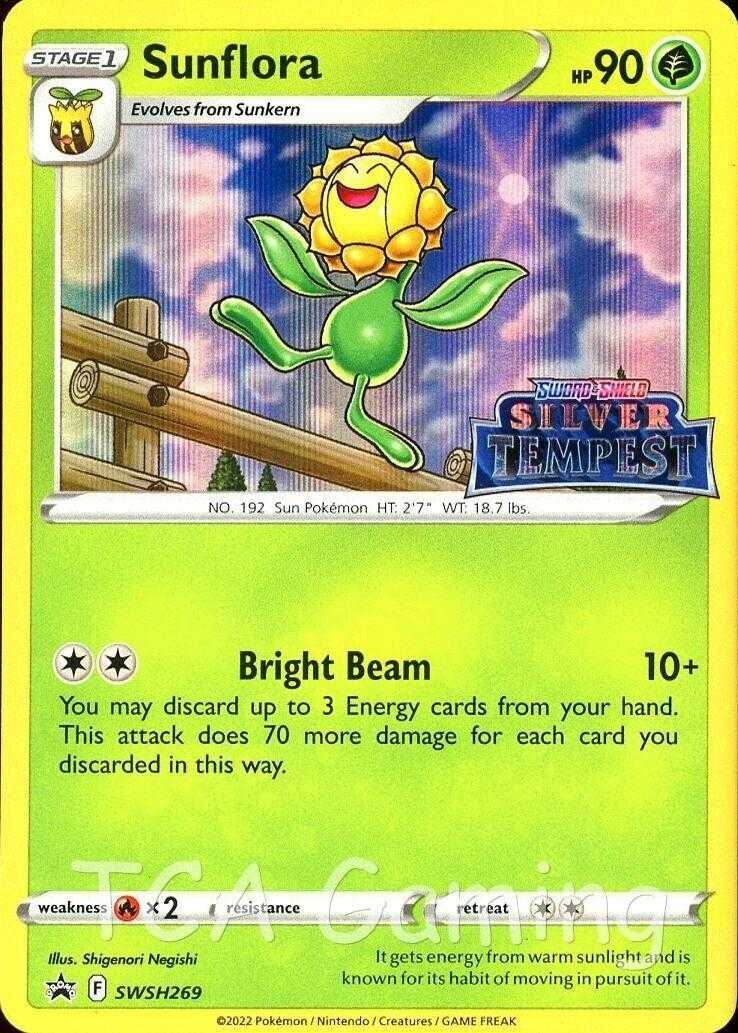 STAGE 1
Sunflora
HP 90
Evolves from Sunkern
SWORD & SHIELD
SILVER
TEMPEST
NO. 192 Sun Pokémon HT: 2'7" WT: 18.7 lbs.
Bright Beam 10+
You may discard up to 3 Energy cards from your hand.
This attack does 70 more damage for each card you
discarded in this way.
TCA Gaming
weakness ×2 resistance retreat
Illus. Shigenori Negishi
It gets energy from warm sunlight and is
known for its habit of moving in pursuit of it.
PROMO F SWSH269
©2022 Pokémon / Nintendo / Creatures / GAME FREAK